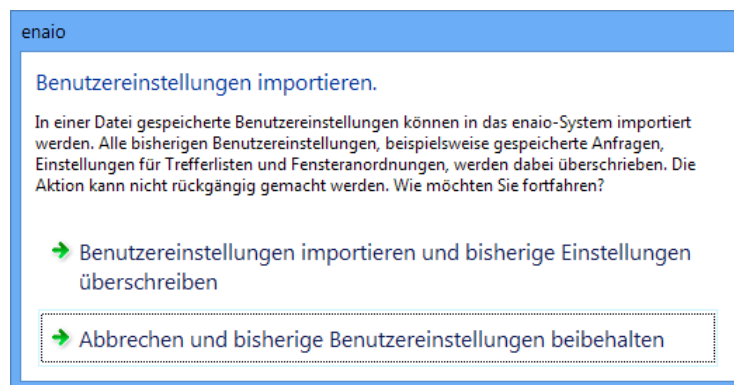 enaio
Benutzereinstellungen importieren.
In einer Datei gespeicherte Benutzereinstellungen können in das enaio-System importiert
werden. Alle bisherigen Benutzereinstellungen, beispielsweise gespeicherte Anfragen,
Einstellungen für Trefferlisten und Fensteranordnungen, werden dabei überschrieben. Die
Aktion kann nicht rückgängig gemacht werden. Wie möchten Sie fortfahren?
Benutzereinstellungen importieren und bisherige Einstellungen
überschreiben
Abbrechen und bisherige Benutzereinstellungen beibehalten